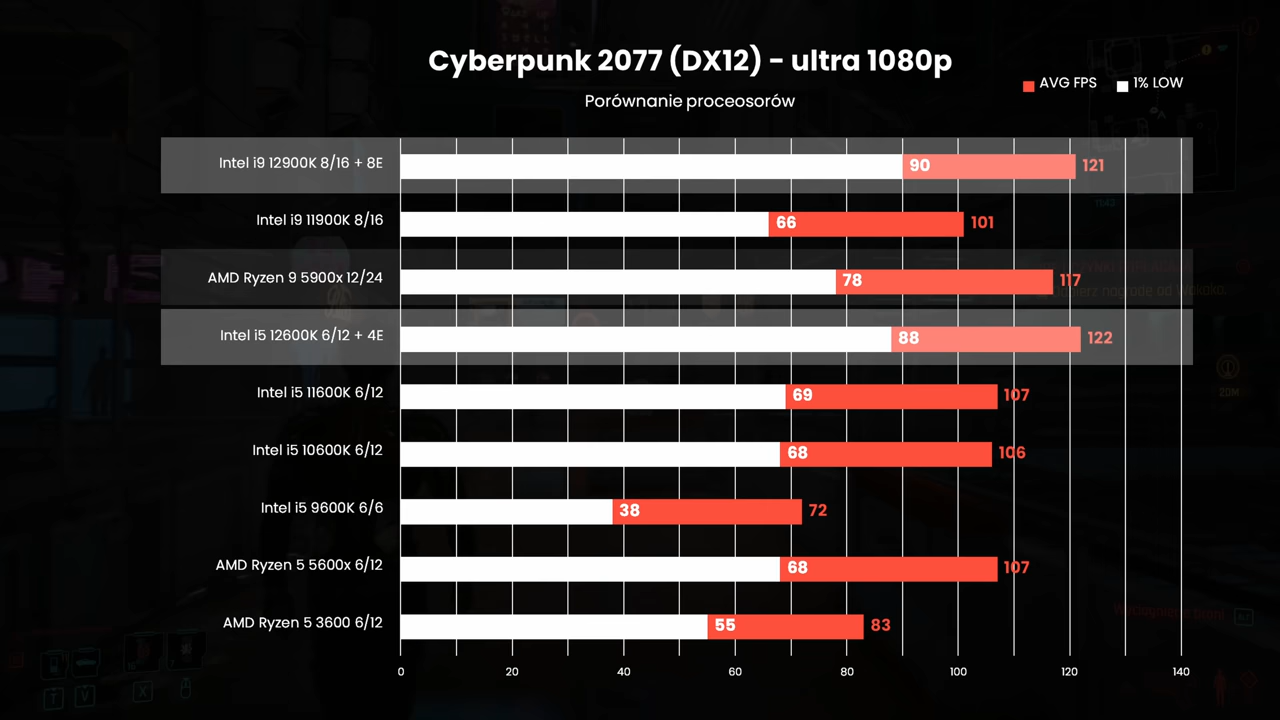 Cyberpunk 2077 (DX12) - ultra 1080p
Porównanie proceosorów
AVG FPS 1% LOW
Intel i9 12900K 8/16 + 8E 90 121
Intel i9 11900K 8/16 66 101
AMD Ryzen 9 5900x 12/24 78 117
Intel i5 12600K 6/12 + 4E 88 122
Intel i5 11600K 6/12 69 107
Intel i5 10600K 6/12 68 106
Intel i5 9600K 6/6 38 72
AMD Ryzen 5 5600x 6/12 68 107
AMD Ryzen 5 3600 6/12 55 83
0 20 40 60 80 100 120 140
nagrodę od Wakako.
20M
T V X